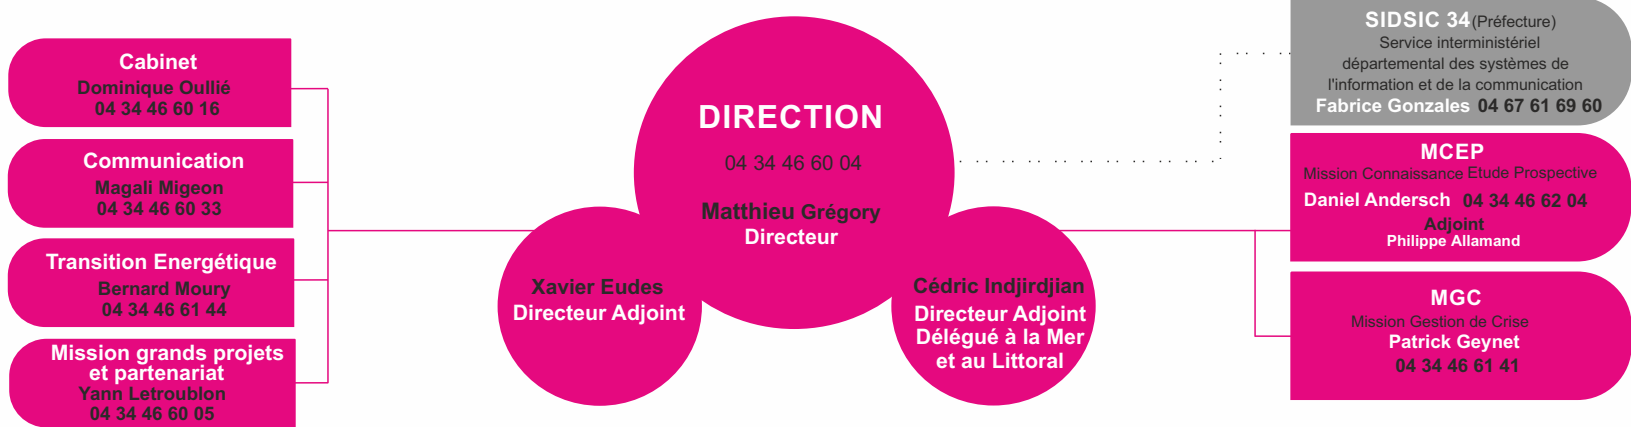 Cabinet
Dominique Oullié
04 34 46 60 16
Communication
Magali Migeon
04 34 46 60 33
Transition Energétique
Bernard Moury
04 34 46 61 44
Mission grands projets
et partenariat
Yann Letroublon
04 34 46 60 05
DIRECTION
04 34 46 60 04
Matthieu Grégory
Directeur
Xavier Eudes
Directeur Adjoint
Cédric Indjirdjian
Directeur Adjoint
Délégué à la Mer
et au Littoral
SIDSIC 34 (Préfecture)
Service interministériel
départemental des systèmes de
l'information et de la communication
Fabrice Gonzales 04 67 61 69 60
MCEP
Mission Connaissance Etude Prospective
Daniel Andersch 04 34 46 62 04
Adjoint
Philippe Allamand
MGC
Mission Gestion de Crise
Patrick Geynet
04 34 46 61 41